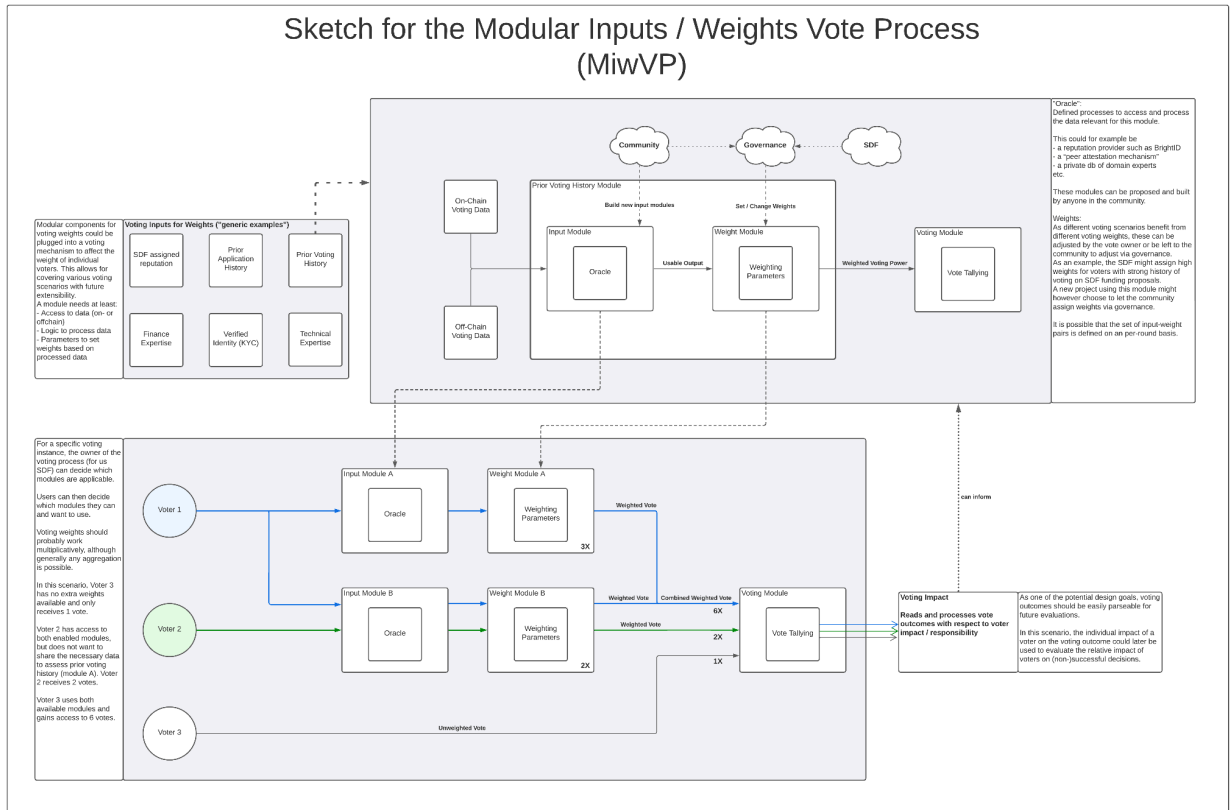 Sketch for the Modular Inputs / Weights Vote Process
(MiwVP)
Modular components for
voting weights could be
plugged into a voting
mechanism to affect the
weight of individual
voters. This allows for
covering various voting
scenarios with future
extensibility.
A module needs at least:
- Access to data (on- or
offchain)
- Logic to process data
- Parameters to set
weights based on
processed data
Voting Inputs for Weights ("generic examples")
SDF assigned
reputation
Prior
Application
History
Prior Voting
History
Finance
Expertise
Verified
Identity (KYC)
Technical
Expertise
Community
Governance
SDF
On-Chain
Voting Data
Off-Chain
Voting Data
Prior Voting History Module
Build new input modules
Set / Change Weights
Input Module
Oracle
Usable Output
Weight Module
Weighting
Parameters
Weighted Voting Power
Voting Module
Vote Tallying
"Oracle":
Defined processes to access and process
the data relevant for this module.
This could for example be
- a reputation provider such as BrightID
- a "peer attestation mechanism"
- a private db of domain experts
etc.
These modules can be proposed and built
by anyone in the community.
Weights:
As different voting scenarios benefit from
different voting weights, these can be
adjusted by the vote owner or be left to the
community to adjust via governance.
As an example, the SDF might assign high
weights for voters with strong history of
voting on SDF funding proposals.
A new project using this module might
however choose to let the community
assign weights via governance.
It is possible that the set of input-weight
pairs is defined on an per-round basis.
For a specific voting
instance, the owner of the
voting process (for us
SDF) can decide which
modules are applicable.
Users can then decide
which modules they can
and want to use.
Voting weights should
probably work
multiplicatively, although
generally any aggregation
is possible.
In this scenario, Voter 3
has no extra weights
available and only
receives 1 vote.
Voter 2 has access to
both enabled modules,
but does not want to
share the necessary data
to assess prior voting
history (module A). Voter
2 receives 2 votes.
Voter 3 uses both
available modules and
gains access to 6 votes.
Voter 1
Voter 2
Voter 3
Input Module A
Oracle
Weight Module A
Weighting
Parameters
3X
Weighted Vote
Input Module B
Oracle
Weight Module B
Weighting
Parameters
2X
Weighted Vote
Combined Weighted Vote
6X
Weighted Vote
2X
1X
Unweighted Vote
Voting Module
Vote Tallying
can inform
Voting Impact
Reads and processes vote
outcomes with respect to voter
impact / responsibility
As one of the potential design goals, voting
outcomes should be easily parseable for
future evaluations.
In this scenario, the individual impact of a
voter on the voting outcome could later be
used to evaluate the relative impact of
voters on (non-)successful decisions.